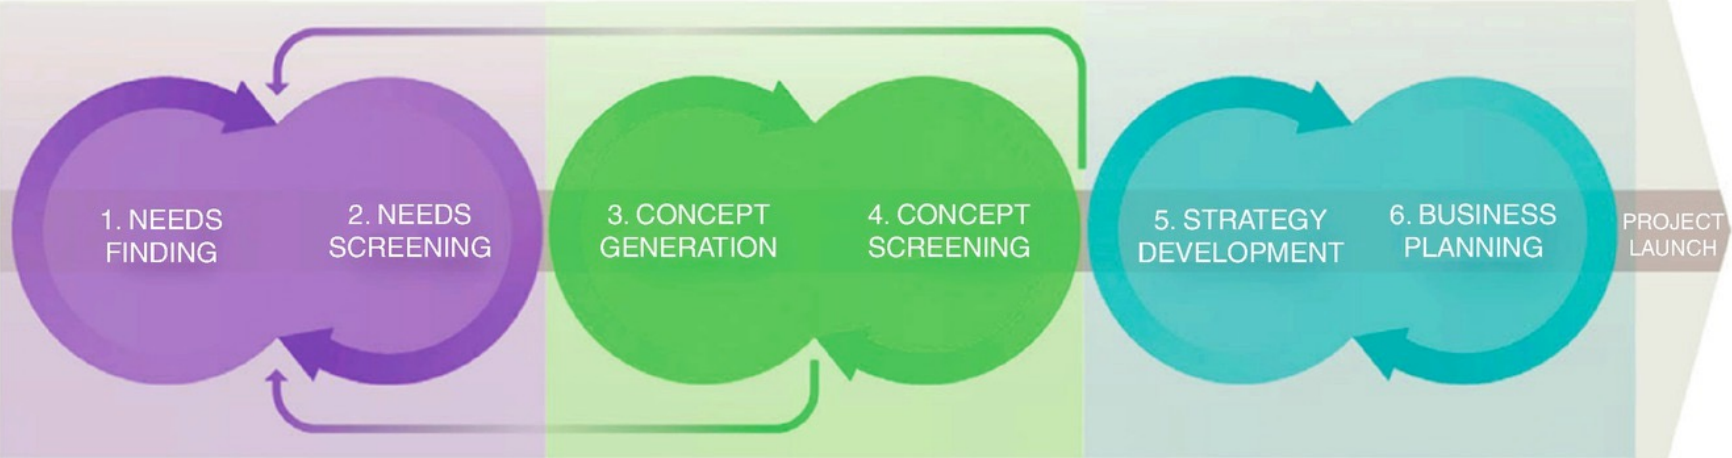 1. NEEDS
FINDING
2. NEEDS
SCREENING
3. CONCEPT
GENERATION
4. CONCEPT
SCREENING
5. STRATEGY
DEVELOPMENT
6. BUSINESS
PLANNING
PROJECT
LAUNCH